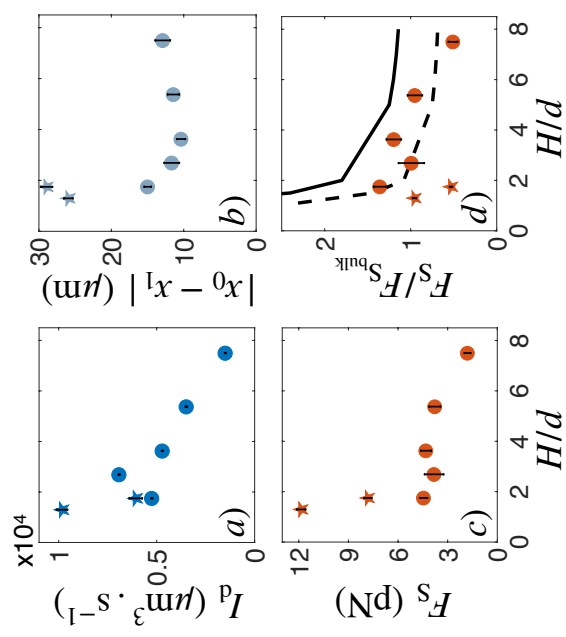 x10⁴
I_d (μm³ . s⁻¹)
1
0.5
0
a)
| x₀ − x₁ | (μm)
30
20
10
0
b)
F_S (pN)
12
9
6
3
0
c)
0 2 4 6 8
d/H
F_S/F_S_bulk
2
1
0
d)
0 2 4 6 8
d/H